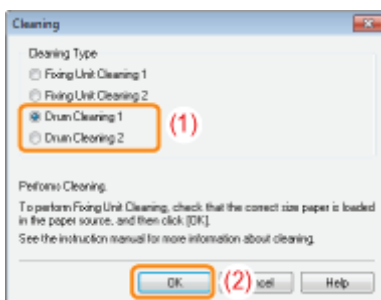 Cleaning
Cleaning Type
Fixing Unit Cleaning 1
Fixing Unit Cleaning 2
Drum Cleaning 1
(1)
Drum Cleaning 2
Performs Cleaning.
To perform Fixing Unit Cleaning, check that the correct size paper is loaded
in the paper source, and then click [OK].
See the instruction manual for more information about cleaning.
OK
(2)
Help